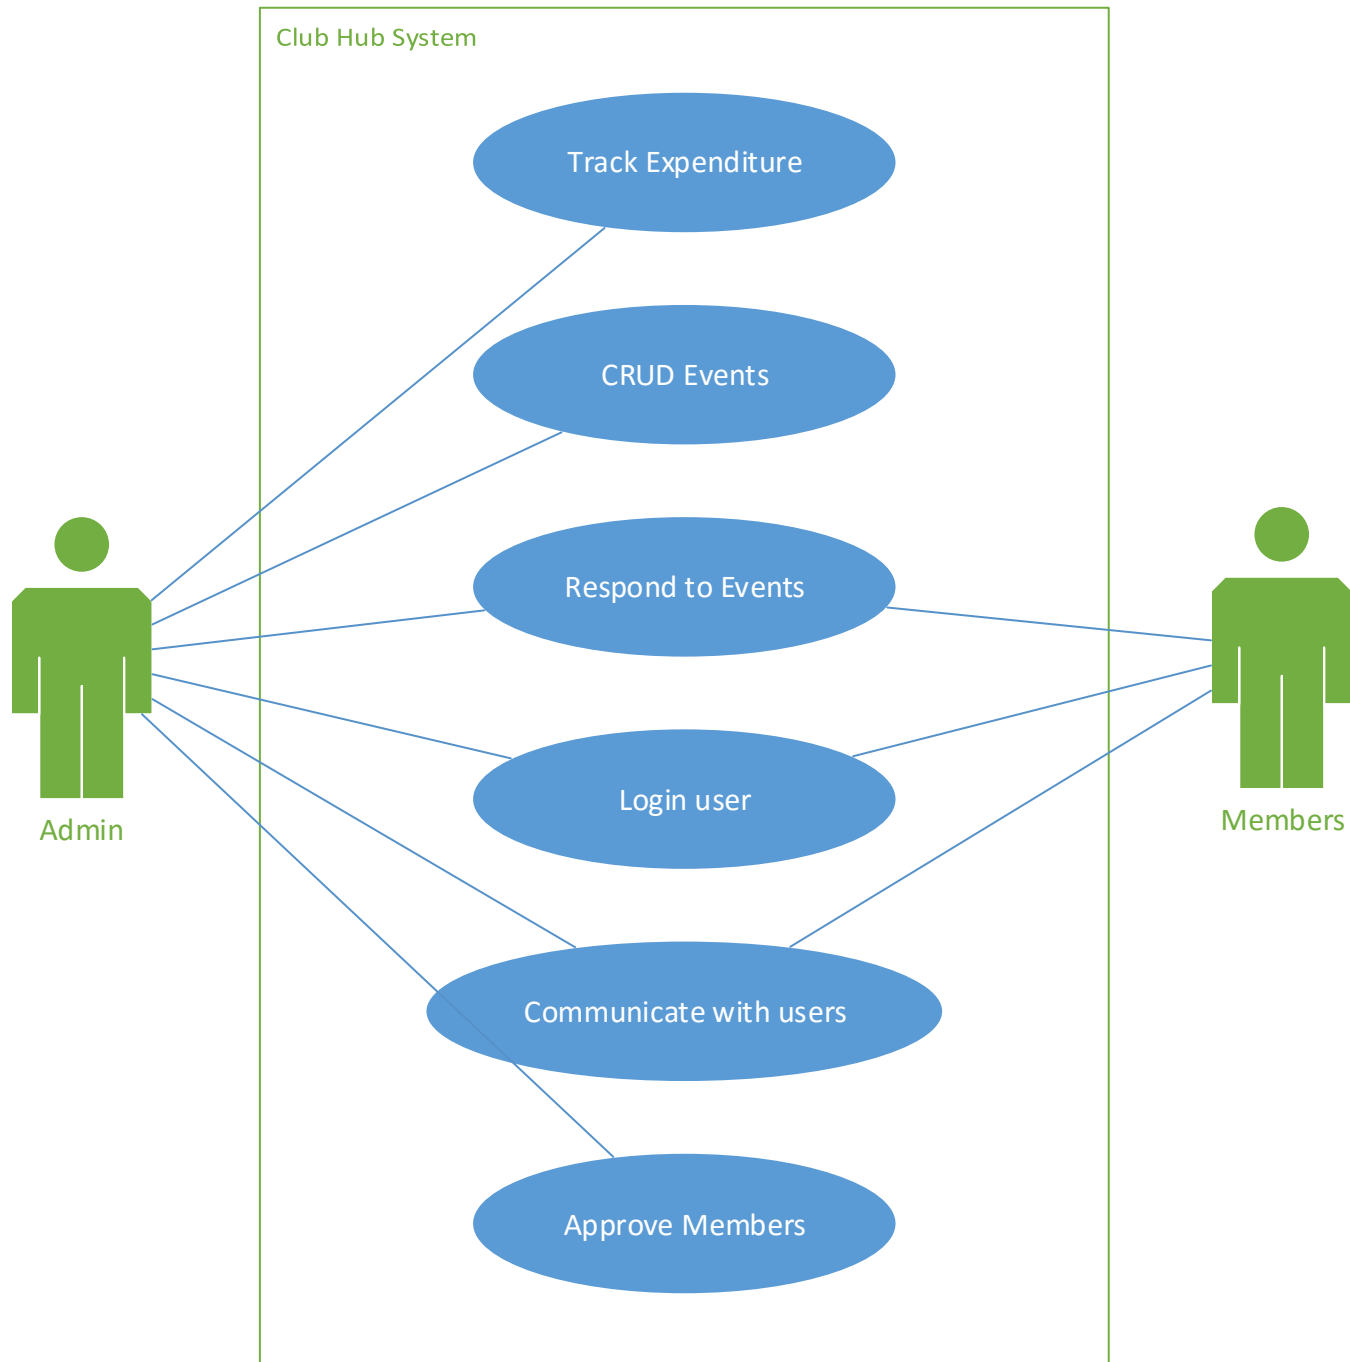 Club Hub System
Track Expenditure
CRUD Events
Respond to Events
Login user
Admin
Members
Communicate with users
Approve Members